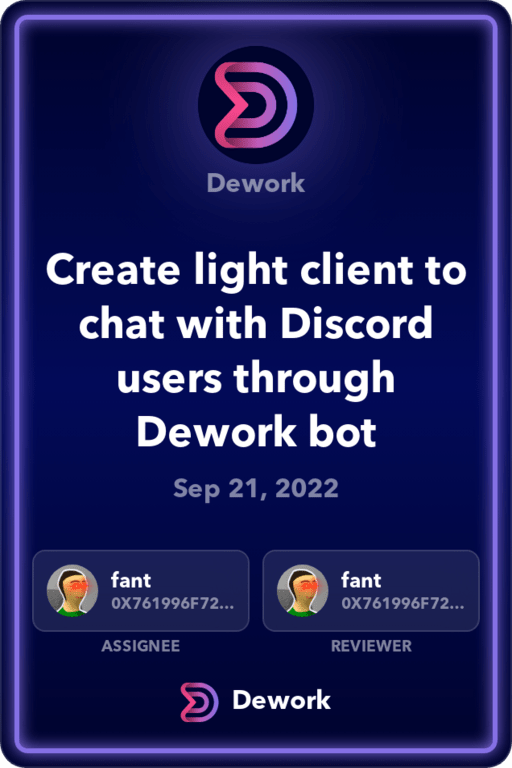 Dework
Create light client to
chat with Discord
users through
Dework bot
Sep 21, 2022
fant
0X761996F72...
ASSIGNEE
fant
0X761996F72...
REVIEWER
Dework